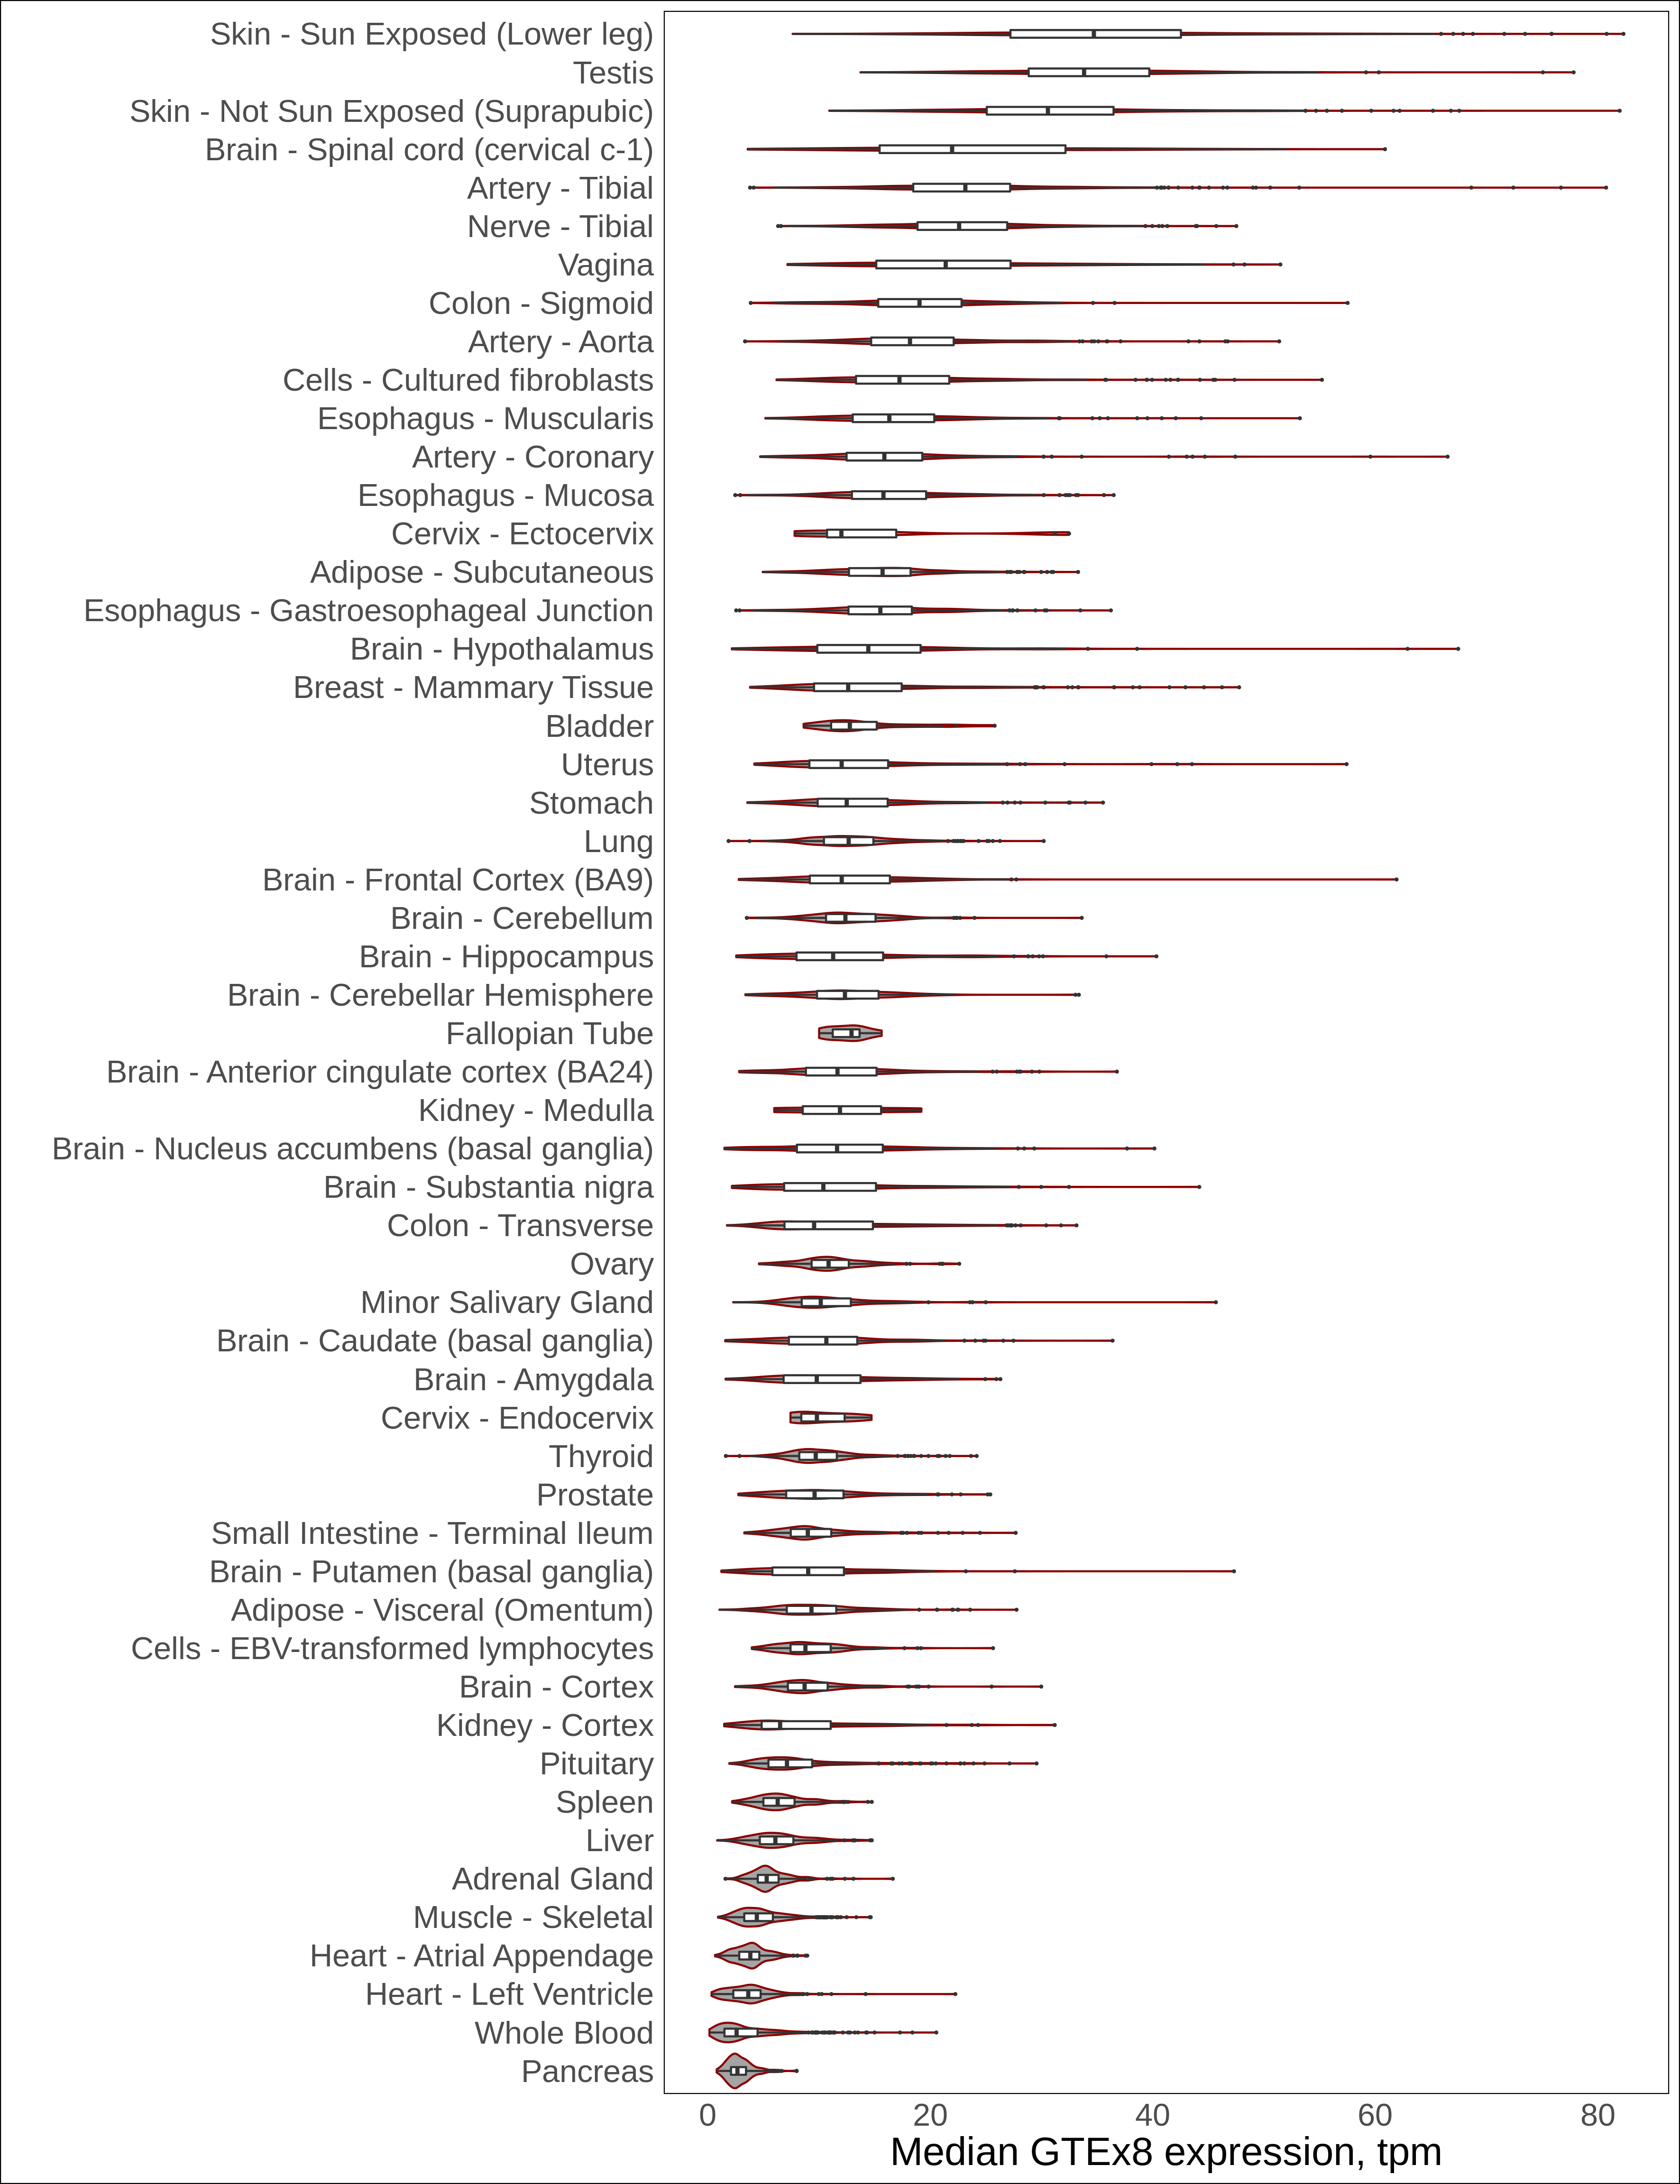 Skin - Sun Exposed (Lower leg)
Testis
Skin - Not Sun Exposed (Suprapubic)
Brain - Spinal cord (cervical c-1)
Artery - Tibial
Nerve - Tibial
Vagina
Colon - Sigmoid
Artery - Aorta
Cells - Cultured fibroblasts
Esophagus - Muscularis
Artery - Coronary
Esophagus - Mucosa
Cervix - Ectocervix
Adipose - Subcutaneous
Esophagus - Gastroesophageal Junction
Brain - Hypothalamus
Breast - Mammary Tissue
Bladder
Uterus
Stomach
Lung
Brain - Frontal Cortex (BA9)
Brain - Cerebellum
Brain - Hippocampus
Brain - Cerebellar Hemisphere
Fallopian Tube
Brain - Anterior cingulate cortex (BA24)
Kidney - Medulla
Brain - Nucleus accumbens (basal ganglia)
Brain - Substantia nigra
Colon - Transverse
Ovary
Minor Salivary Gland
Brain - Caudate (basal ganglia)
Brain - Amygdala
Cervix - Endocervix
Thyroid
Prostate
Small Intestine - Terminal Ileum
Brain - Putamen (basal ganglia)
Adipose - Visceral (Omentum)
Cells - EBV-transformed lymphocytes
Brain - Cortex
Kidney - Cortex
Pituitary
Spleen
Liver
Adrenal Gland
Muscle - Skeletal
Heart - Atrial Appendage
Heart - Left Ventricle
Whole Blood
Pancreas
0 20 40 60 80
Median GTEx8 expression, tpm